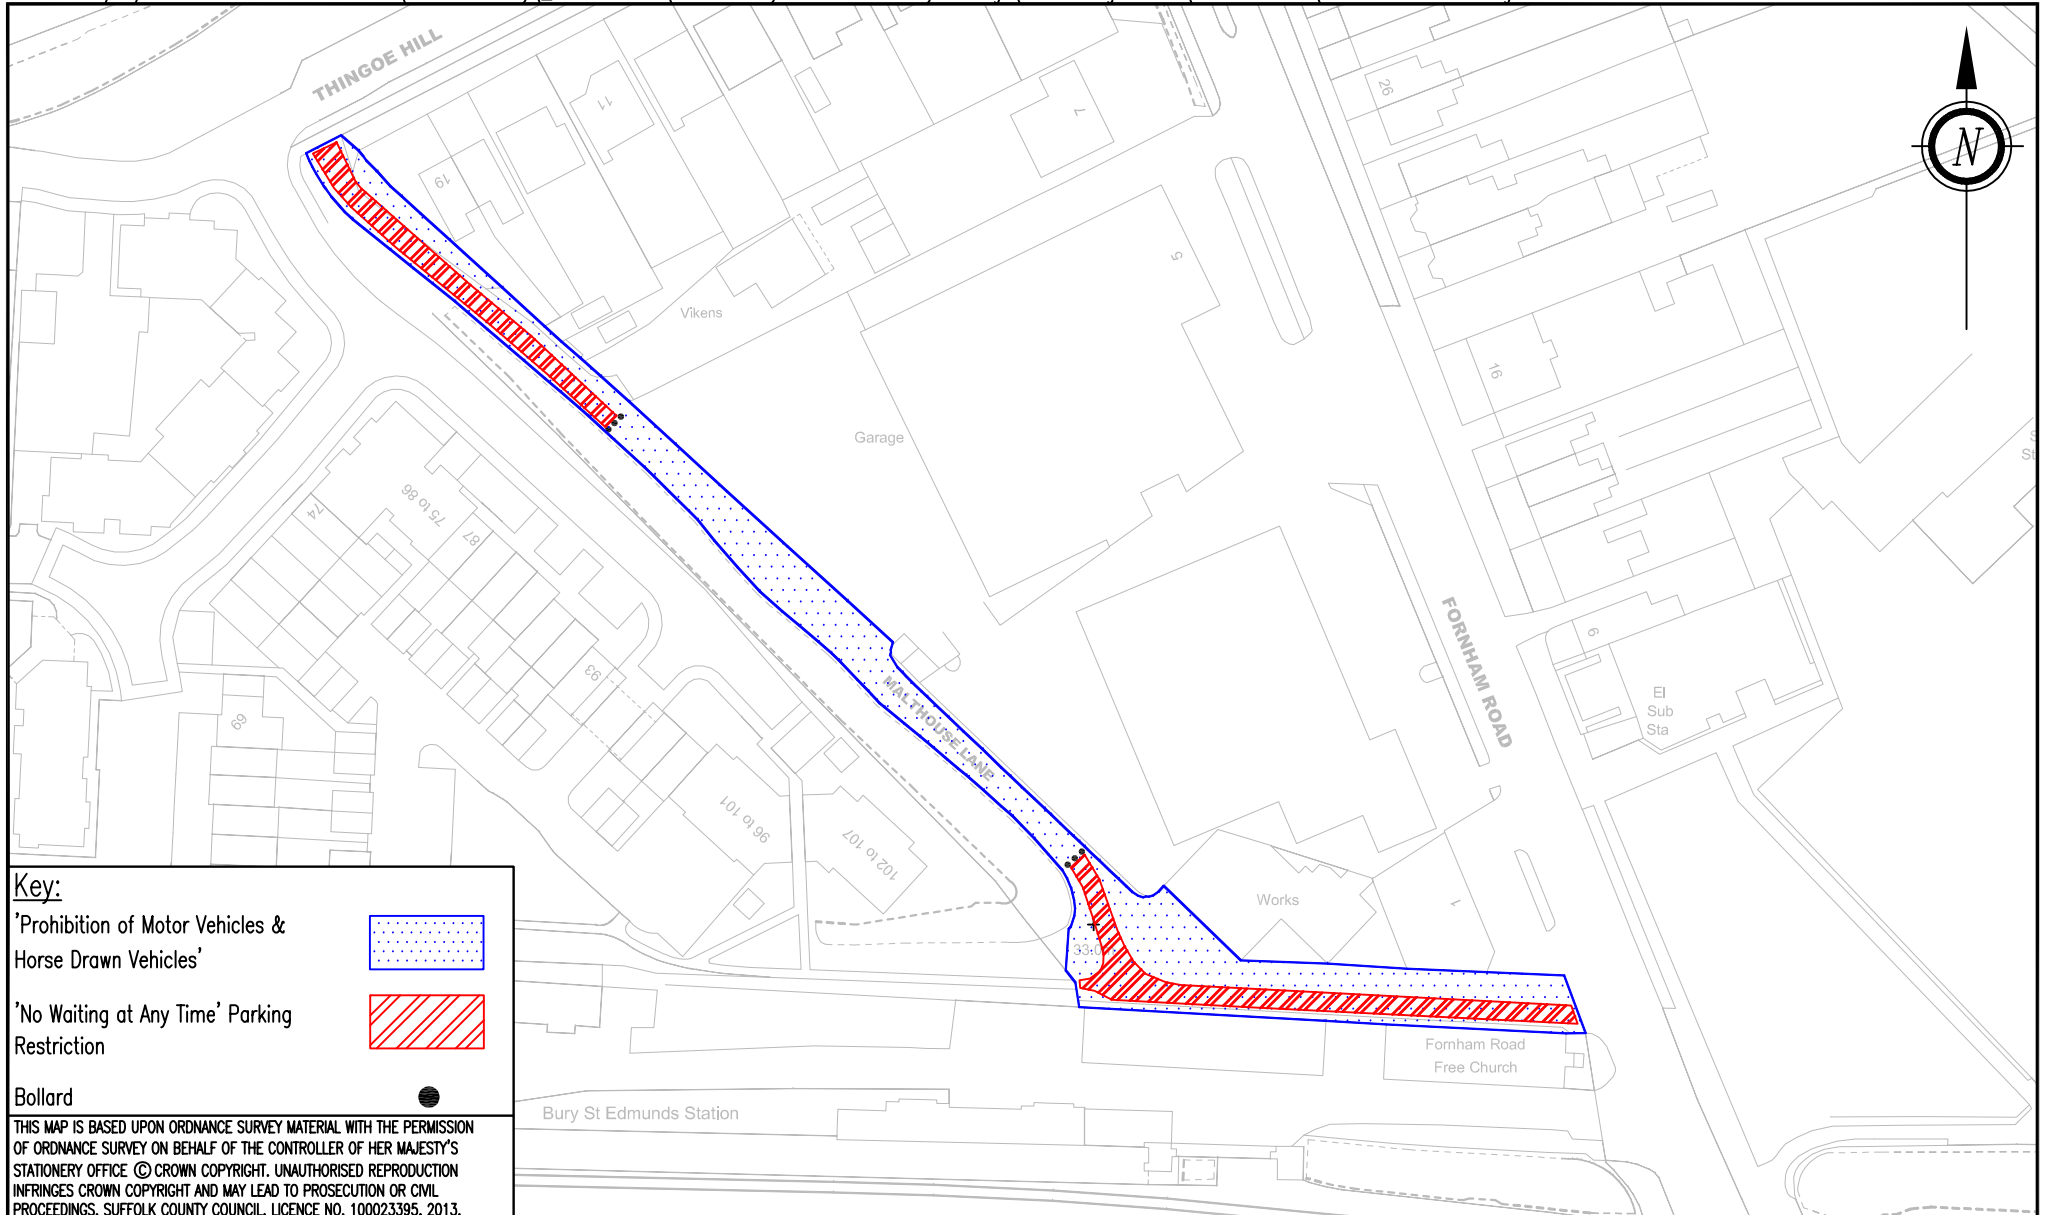 THINGOE HILL
N
26
11
7
19
5
Vikens
16
Garage
75 to 86
74
87
FORNHAM ROAD
9
93
El
Sub
Sta
69
MALTHOUSE LANE
96 to 101
102 to 107
Works
1
33.0
Fornham Road
Free Church
Bury St Edmunds Station
Key:
'Prohibition of Motor Vehicles &
Horse Drawn Vehicles'
'No Waiting at Any Time' Parking
Restriction
Bollard
THIS MAP IS BASED UPON ORDNANCE SURVEY MATERIAL WITH THE PERMISSION
OF ORDNANCE SURVEY ON BEHALF OF THE CONTROLLER OF HER MAJESTY'S
STATIONERY OFFICE © CROWN COPYRIGHT. UNAUTHORISED REPRODUCTION
INFRINGES CROWN COPYRIGHT AND MAY LEAD TO PROSECUTION OR CIVIL
PROCEEDINGS. SUFFOLK COUNTY COUNCIL. LICENCE NO. 100023395. 2013.